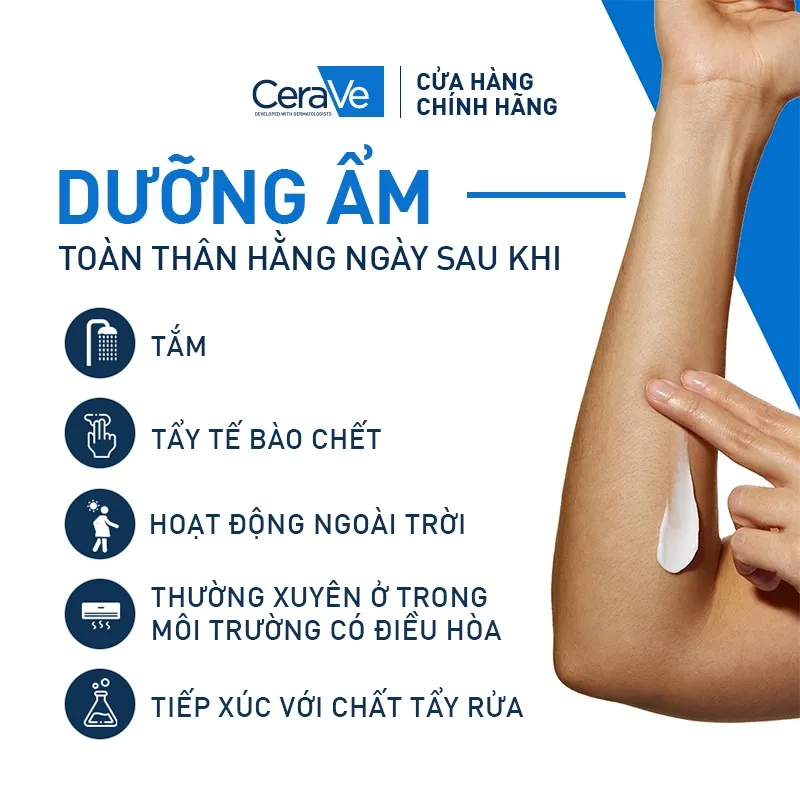 CeraVe
DEVELOPED WITH DERMATOLOGISTS
CỬA HÀNG
CHÍNH HÃNG
DƯỠNG ẨM
TOÀN THÂN HẰNG NGÀY SAU KHI
TẮM
TẨY TẾ BÀO CHẾT
HOẠT ĐỘNG NGOÀI TRỜI
THƯỜNG XUYÊN Ở TRONG
MÔI TRƯỜNG CÓ ĐIỀU HÒA
TIẾP XÚC VỚI CHẤT TẨY RỬA